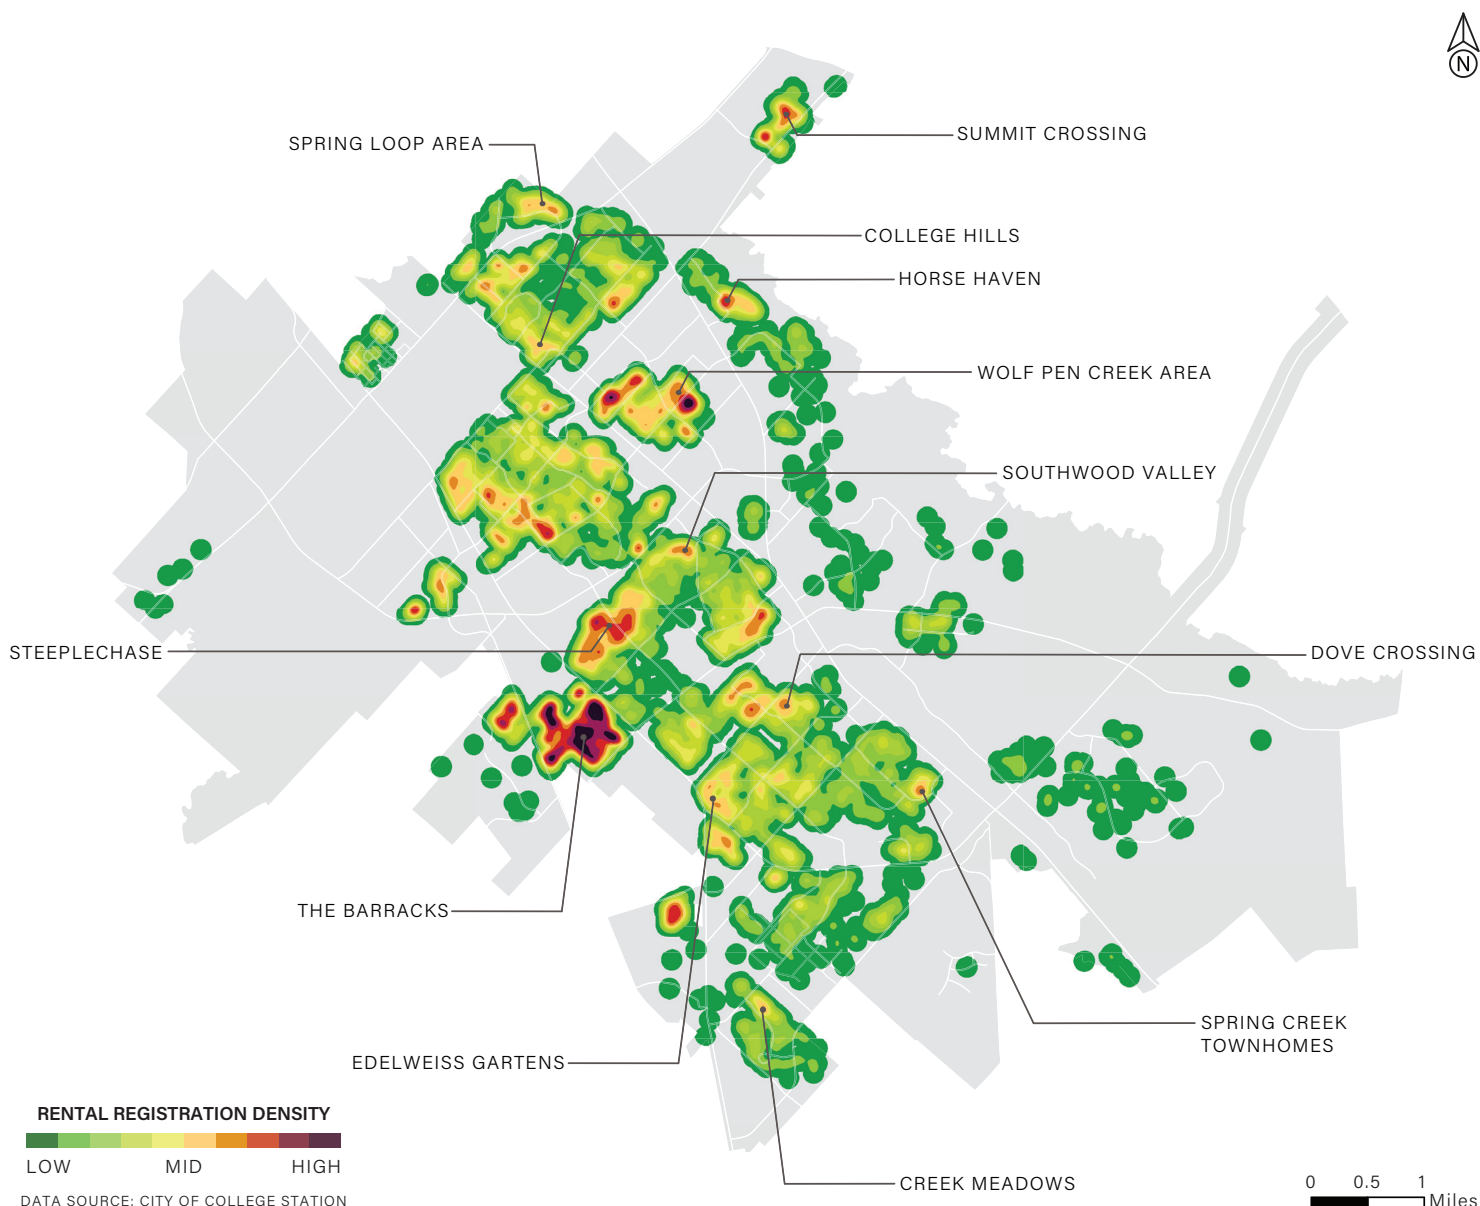 N
SUMMIT CROSSING
SPRING LOOP AREA
COLLEGE HILLS
HORSE HAVEN
WOLF PEN CREEK AREA
SOUTHWOOD VALLEY
STEEPLECHASE
DOVE CROSSING
THE BARRACKS
SPRING CREEK
TOWNHOMES
EDELWEISS GARTENS
CREEK MEADOWS
RENTAL REGISTRATION DENSITY
LOW MID HIGH
DATA SOURCE: CITY OF COLLEGE STATION
0 0.5 1
Miles